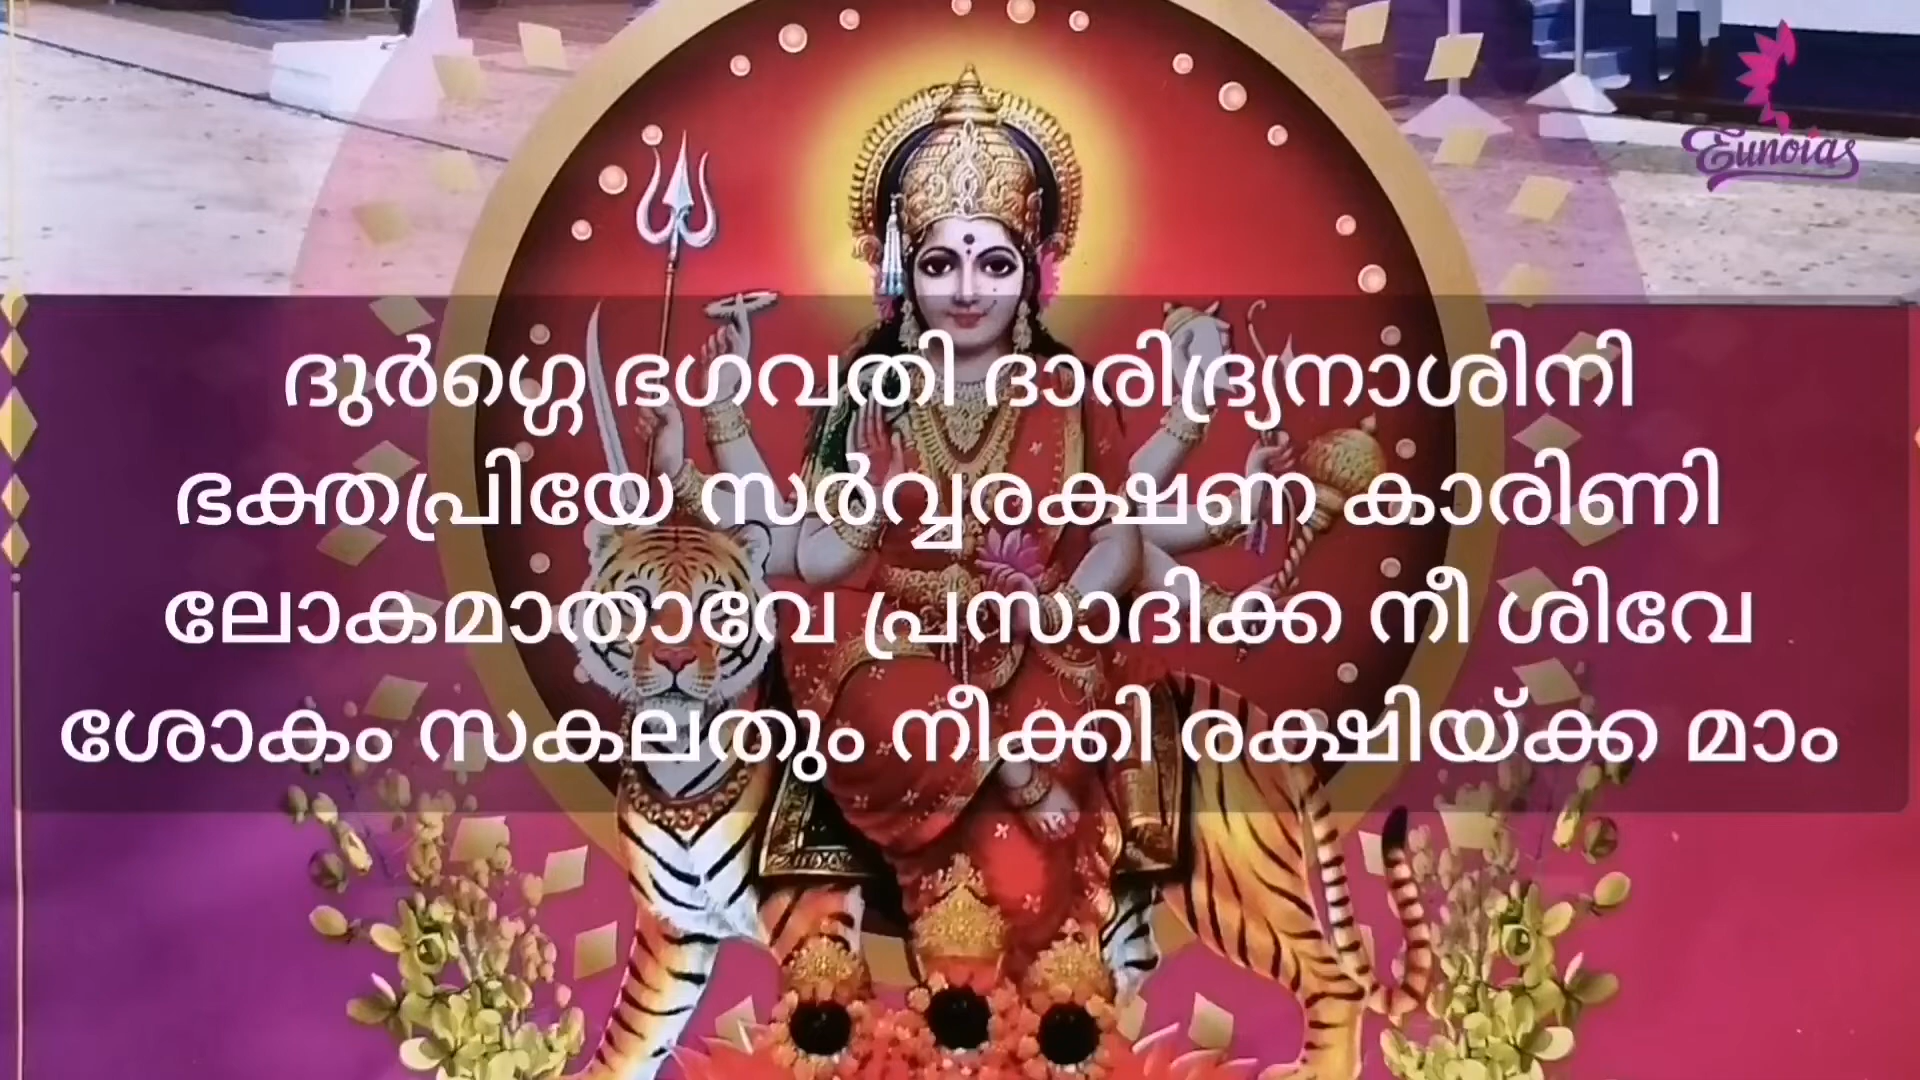 Eunoias
ദുർഗ്ഗെ ഭഗവതി ദാരിദ്ര്യനാശിനി
ഭക്തപ്രിയേ സർവ്വരക്ഷണ കാരിണി
ലോകമാതാവേ പ്രസാദിക്ക നീ ശിവേ
ശോകം സകലതും നീക്കി രക്ഷിയ്ക്ക മാം